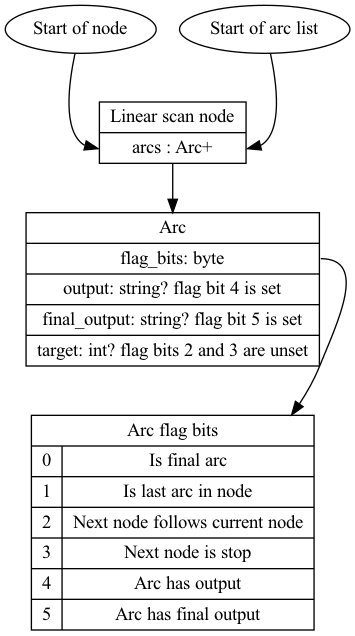 Start of node
Start of arc list
Linear scan node
arcs : Arc+
Arc
flag_bits: byte
output: string? flag bit 4 is set
final_output: string? flag bit 5 is set
target: int? flag bits 2 and 3 are unset
Arc flag bits
0 Is final arc
1 Is last arc in node
2 Next node follows current node
3 Next node is stop
4 Arc has output
5 Arc has final output